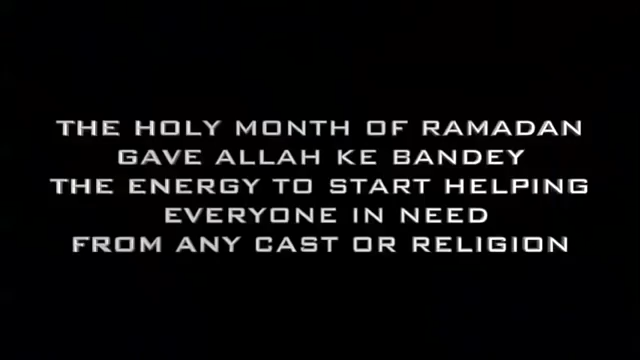 THE HOLY MONTH OF RAMADAN
GAVE ALLAH KE BANDEY
THE ENERGY TO START HELPING
EVERYONE IN NEED
FROM ANY CAST OR RELIGION